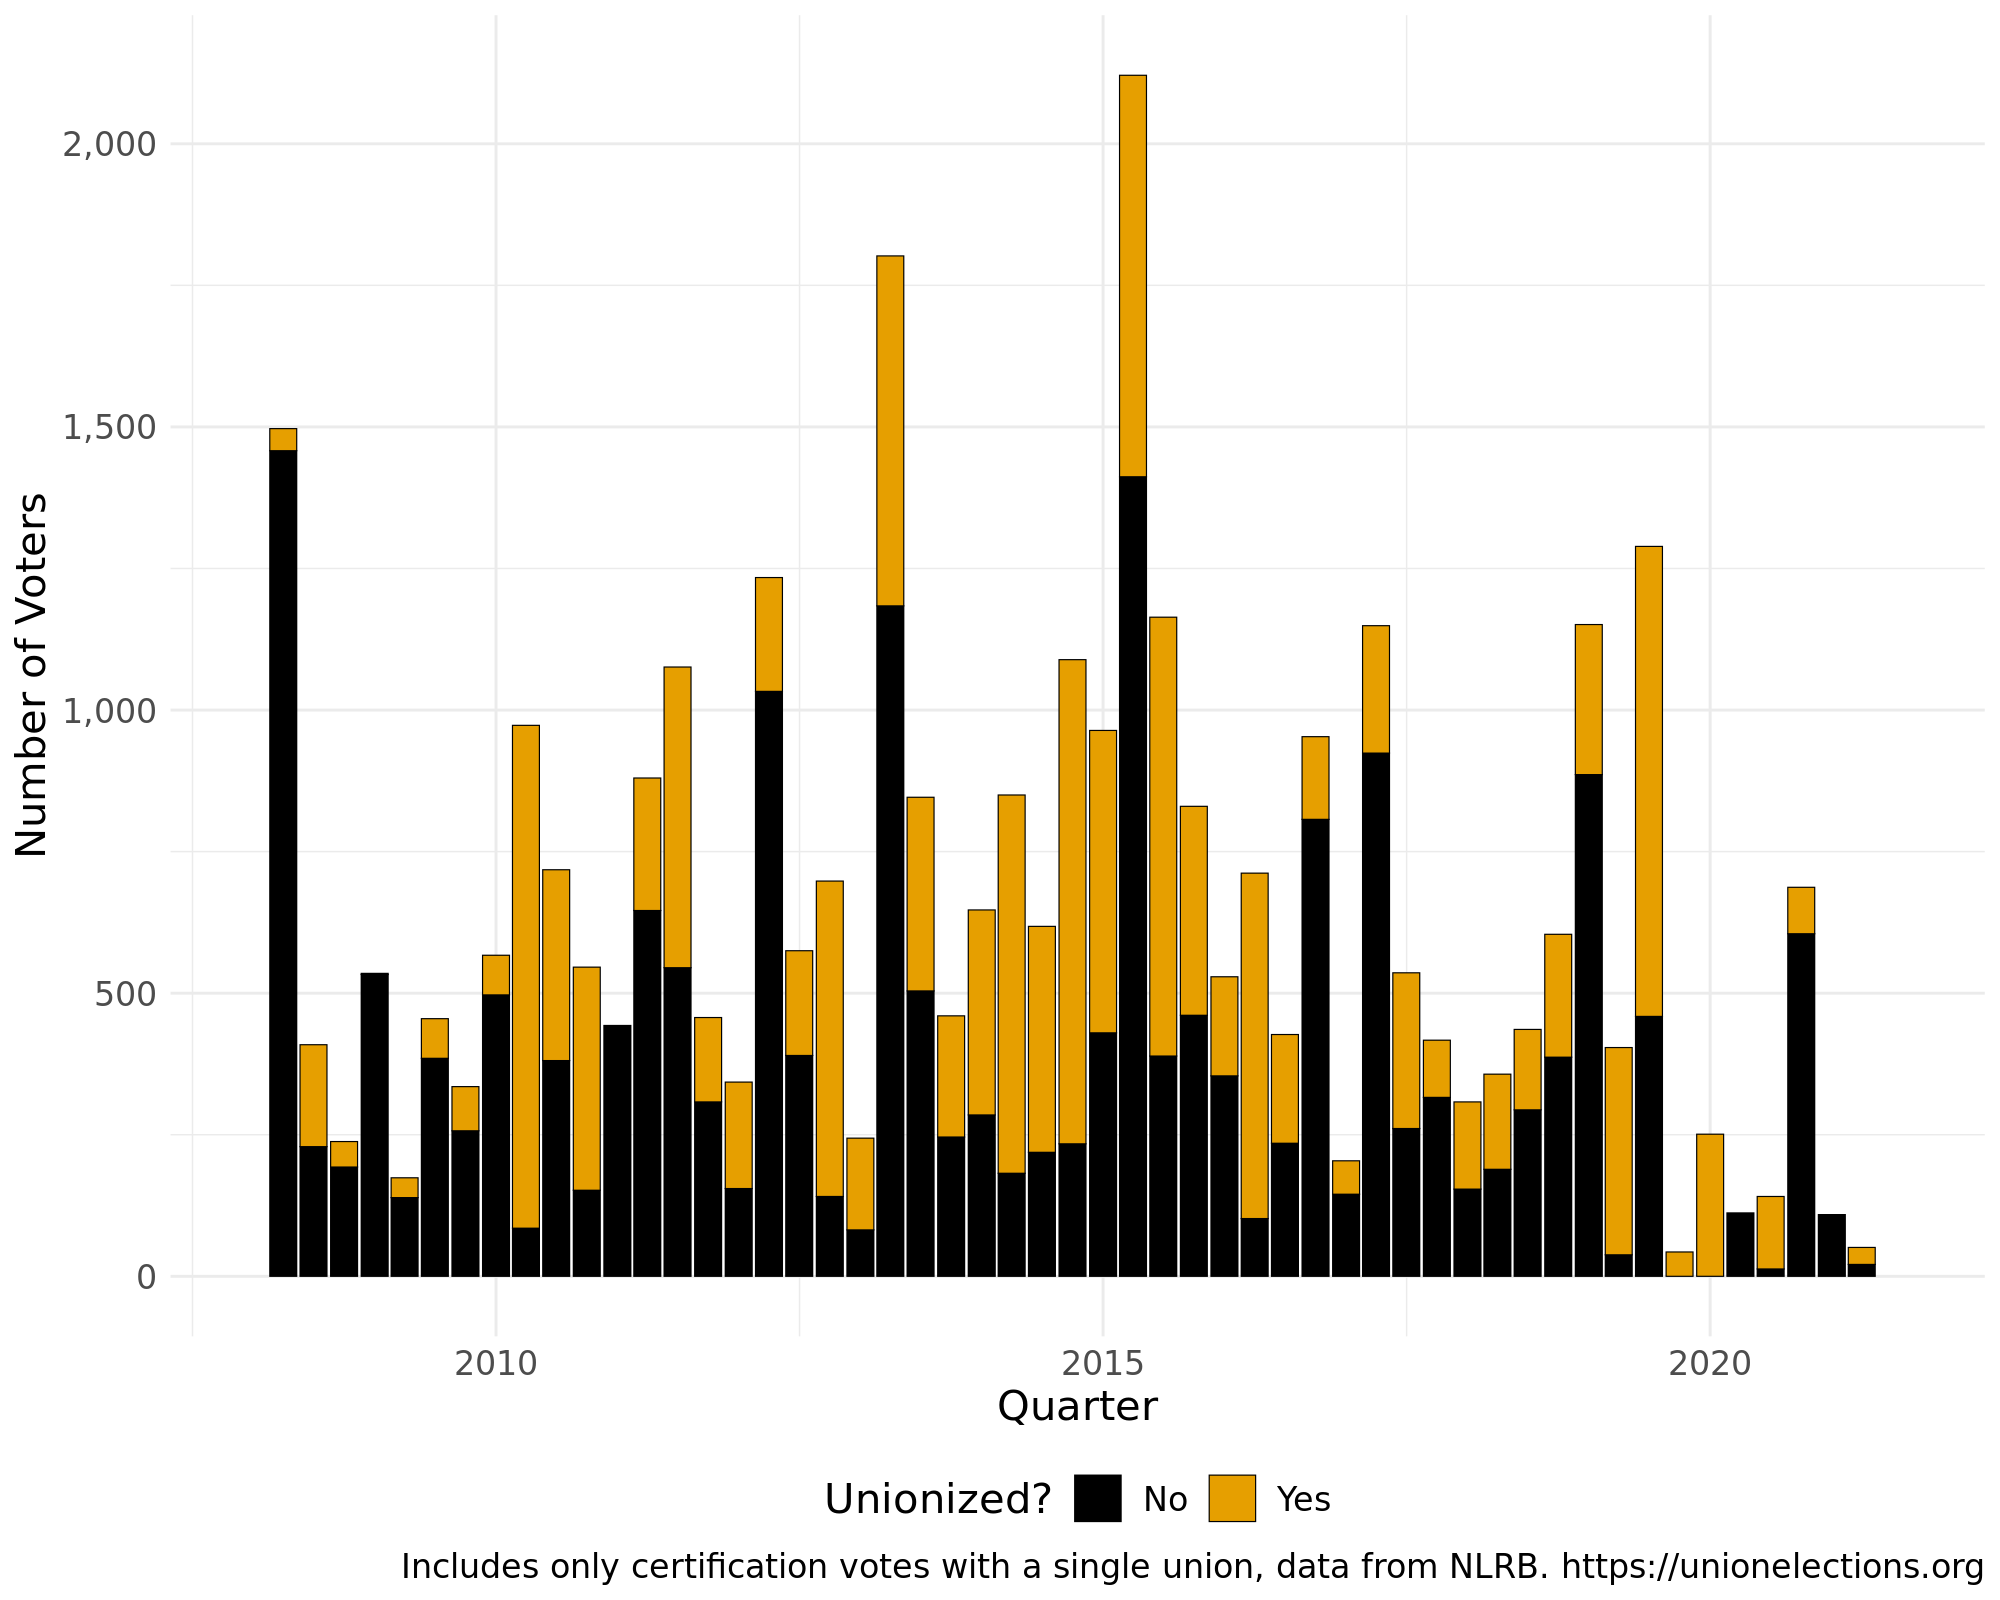 2,000
1,500
1,000
500
0
Number of Voters
2010 2015 2020
Quarter
Unionized? No Yes
Includes only certification votes with a single union, data from NLRB. https://unionelections.org